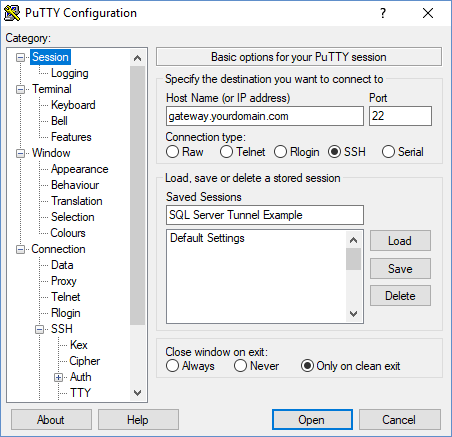 PuTTY Configuration
?
Category:
Session
Logging
Terminal
Keyboard
Bell
Features
Window
Appearance
Behaviour
Translation
Selection
Colours
Connection
Data
Proxy
Telnet
Rlogin
SSH
Kex
Cipher
Auth
TTY
Basic options for your PuTTY session
Specify the destination you want to connect to
Host Name (or IP address) Port
gateway.yourdomain.com 22
Connection type:
Raw Telnet Rlogin SSH Serial
Load, save or delete a stored session
Saved Sessions
SQL Server Tunnel Example
Default Settings
Load
Save
Delete
Close window on exit:
Always Never Only on clean exit
About Help Open Cancel